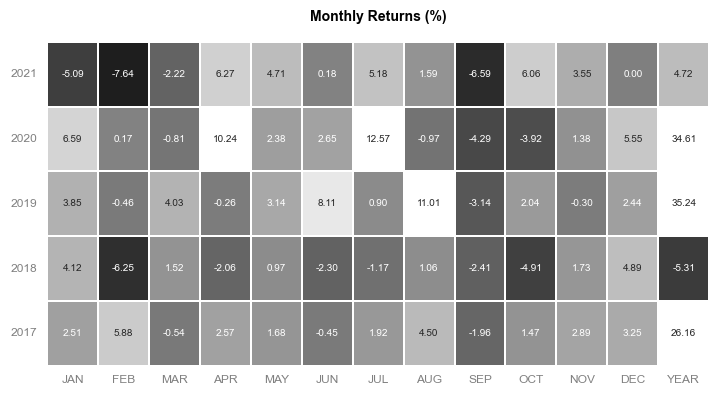 Monthly Returns (%)
2021 -5.09 -7.64 -2.22 6.27 4.71 0.18 5.18 1.59 -6.59 6.06 3.55 0.00 4.72
2020 6.59 0.17 -0.81 10.24 2.38 2.65 12.57 -0.97 -4.29 -3.92 1.38 5.55 34.61
2019 3.85 -0.46 4.03 -0.26 3.14 8.11 0.90 11.01 -3.14 2.04 -0.30 2.44 35.24
2018 4.12 -6.25 1.52 -2.06 0.97 -2.30 -1.17 1.06 -2.41 -4.91 1.73 4.89 -5.31
2017 2.51 5.88 -0.54 2.57 1.68 -0.45 1.92 4.50 -1.96 1.47 2.89 3.25 26.16
JAN FEB MAR APR MAY JUN JUL AUG SEP OCT NOV DEC YEAR